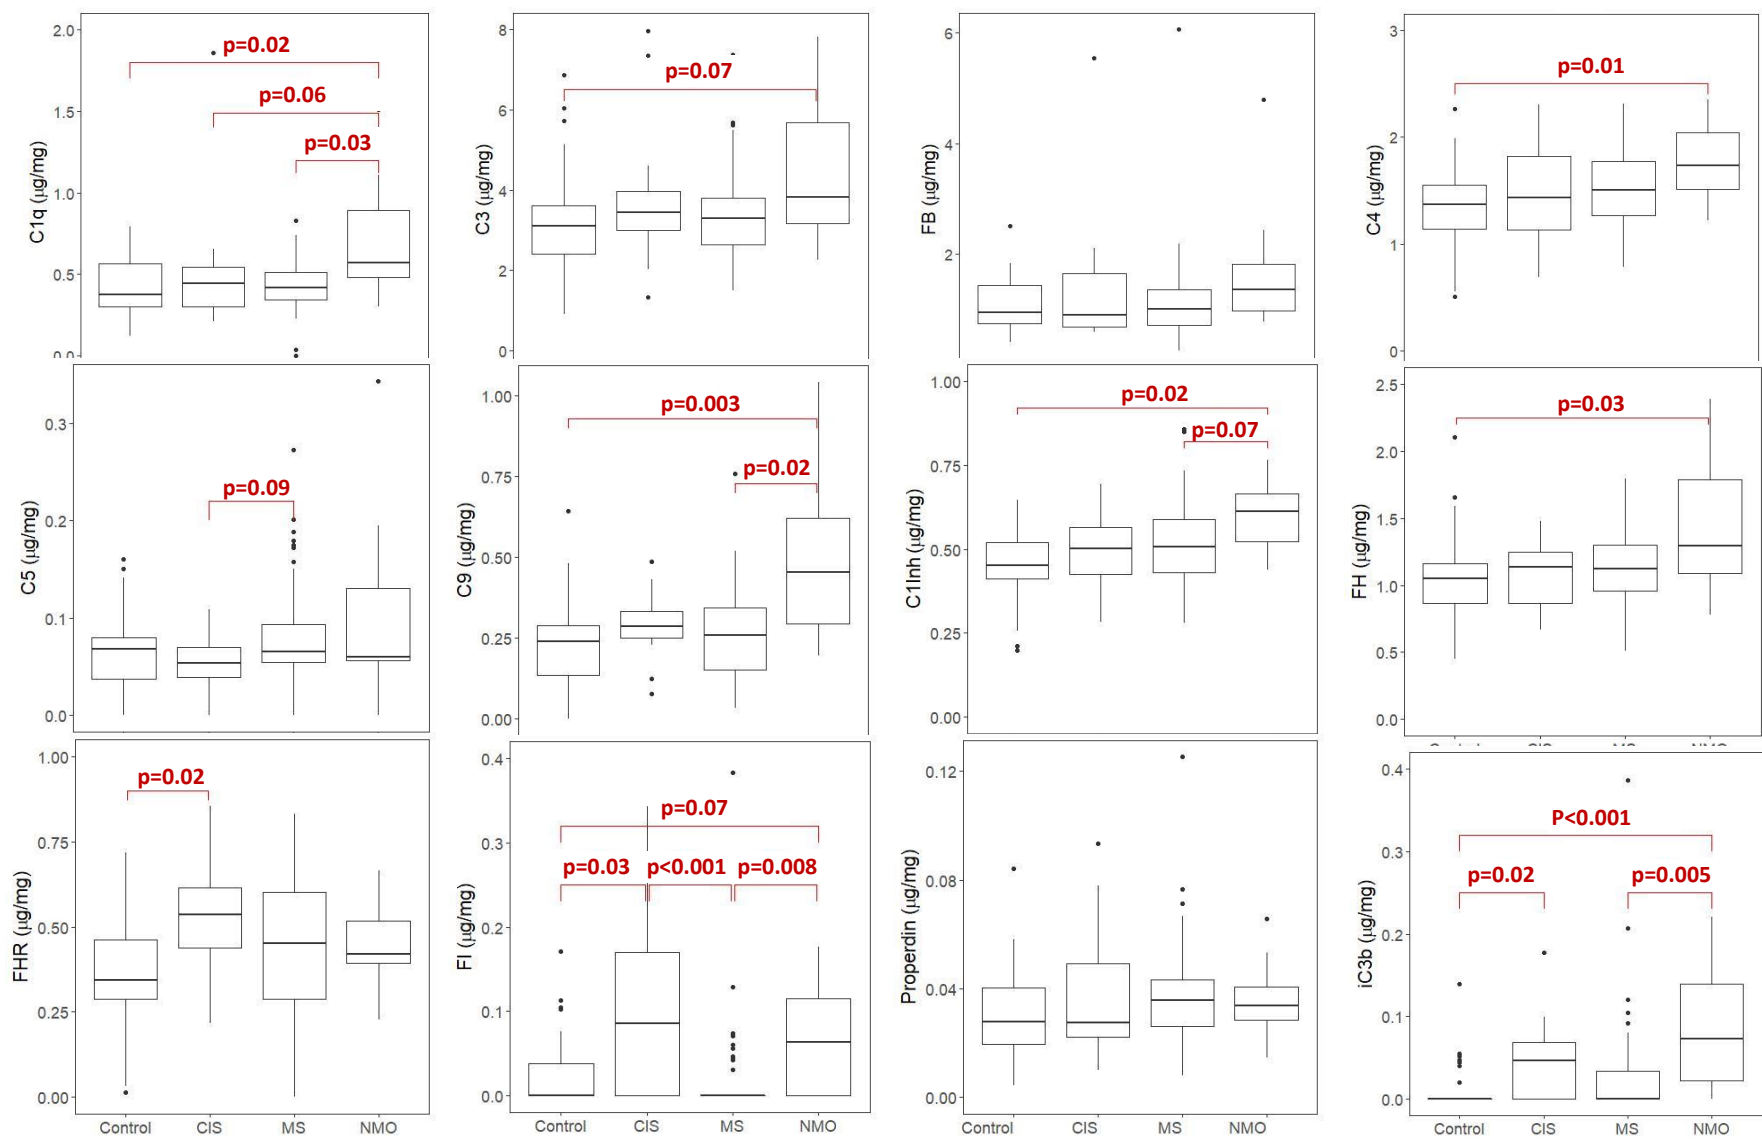 C1q (µg/mg)
2.0
1.5
1.0
0.5
0.0
p=0.02
p=0.06
p=0.03
C3 (µg/mg)
8
6
4
2
0
p=0.07
FB (µg/mg)
6
4
2
C4 (µg/mg)
3
2
1
0
p=0.01
C5 (µg/mg)
0.3
0.2
0.1
0.0
p=0.09
C9 (µg/mg)
1.00
0.75
0.50
0.25
0.00
p=0.003
p=0.02
C1Inh (µg/mg)
1.00
0.75
0.50
0.25
0.00
p=0.02
p=0.07
FH (µg/mg)
2.5
2.0
1.5
1.0
0.5
0.0
p=0.03
Control CIS MS NMO
FHR (µg/mg)
1.00
0.75
0.50
0.25
0.00
p=0.02
Control CIS MS NMO
FI (µg/mg)
0.4
0.3
0.2
0.1
0.0
p=0.07
p=0.03 p<0.001 p=0.008
Control CIS MS NMO
Properdin (µg/mg)
0.12
0.08
0.04
0.00
Control CIS MS NMO
iC3b (µg/mg)
0.4
0.3
0.2
0.1
0.0
P<0.001
p=0.02 p=0.005
Control CIS MS NMO